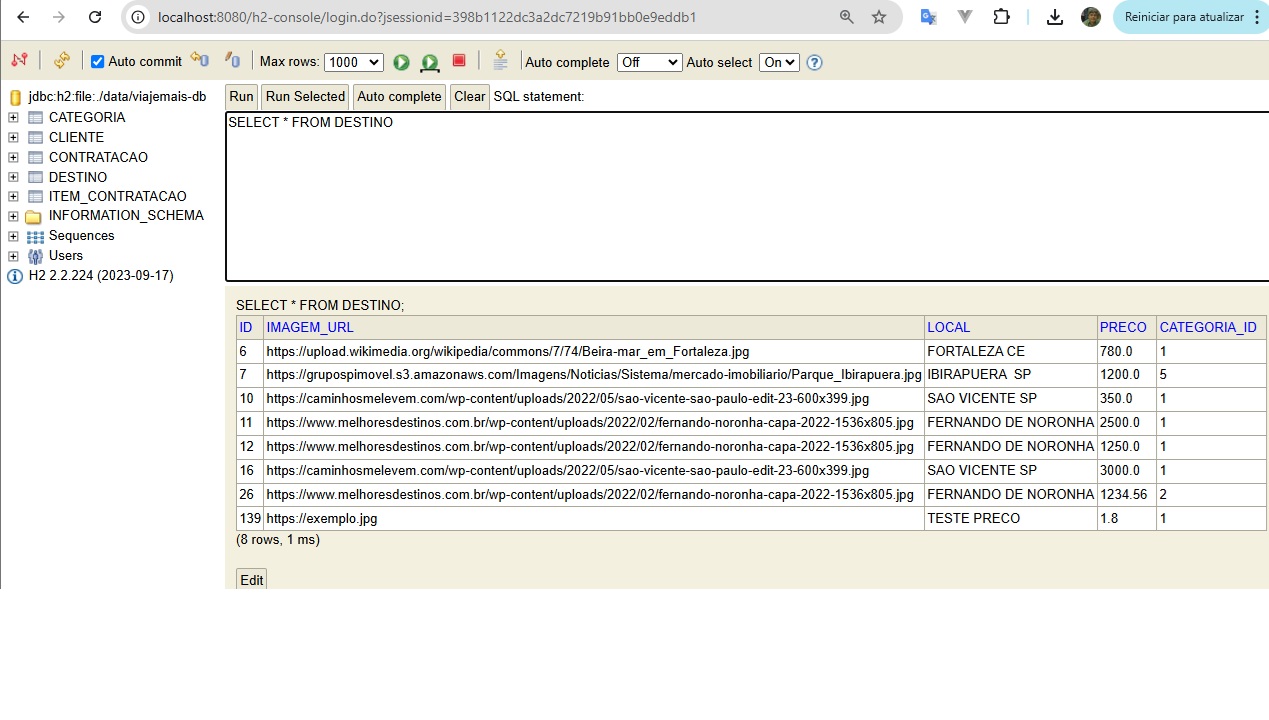 localhost:8080/h2-console/login.do?jsessionid=398b1122dc3a2dc7219b91bb0e9eddb1
Reiniciar para atualizar
Auto commit
Max rows: 1000
Auto complete Off
Auto select On
jdbc:h2:file:./data/viajemais-db
CATEGORIA
CLIENTE
CONTRATACAO
DESTINO
ITEM_CONTRATACAO
INFORMATION_SCHEMA
Sequences
Users
H2 2.2.224 (2023-09-17)
Run Run Selected Auto complete Clear SQL statement:
SELECT * FROM DESTINO
SELECT * FROM DESTINO;
ID IMAGEM_URL LOCAL PRECO CATEGORIA_ID
6 https://upload.wikimedia.org/wikipedia/commons/7/74/Beira-mar_em_Fortaleza.jpg FORTALEZA CE 780.0 1
7 https://grupospimovel.s3.amazonaws.com/Imagens/Noticias/Sistema/mercado-imobiliario/Parque_Ibirapuera.jpg IBIRAPUERA  SP 1200.0 5
10 https://caminhosmelevem.com/wp-content/uploads/2022/05/sao-vicente-sao-paulo-edit-23-600x399.jpg SAO VICENTE SP 350.0 1
11 https://www.melhoresdestinos.com.br/wp-content/uploads/2022/02/fernando-noronha-capa-2022-1536x805.jpg FERNANDO DE NORONHA 2500.0 1
12 https://www.melhoresdestinos.com.br/wp-content/uploads/2022/02/fernando-noronha-capa-2022-1536x805.jpg FERNANDO DE NORONHA 1250.0 1
16 https://caminhosmelevem.com/wp-content/uploads/2022/05/sao-vicente-sao-paulo-edit-23-600x399.jpg SAO VICENTE SP 3000.0 1
26 https://www.melhoresdestinos.com.br/wp-content/uploads/2022/02/fernando-noronha-capa-2022-1536x805.jpg FERNANDO DE NORONHA 1234.56 2
139 https://exemplo.jpg TESTE PRECO 1.8 1
(8 rows, 1 ms)
Edit